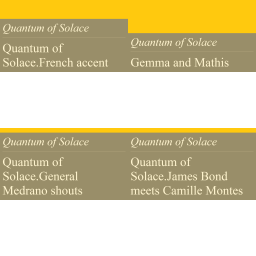 Quantum of Solace
Quantum of
Solace.French accent
Quantum of Solace
Gemma and Mathis
Quantum of Solace
Quantum of
Solace.General
Medrano shouts
Quantum of Solace
Quantum of
Solace.James Bond
meets Camille Montes